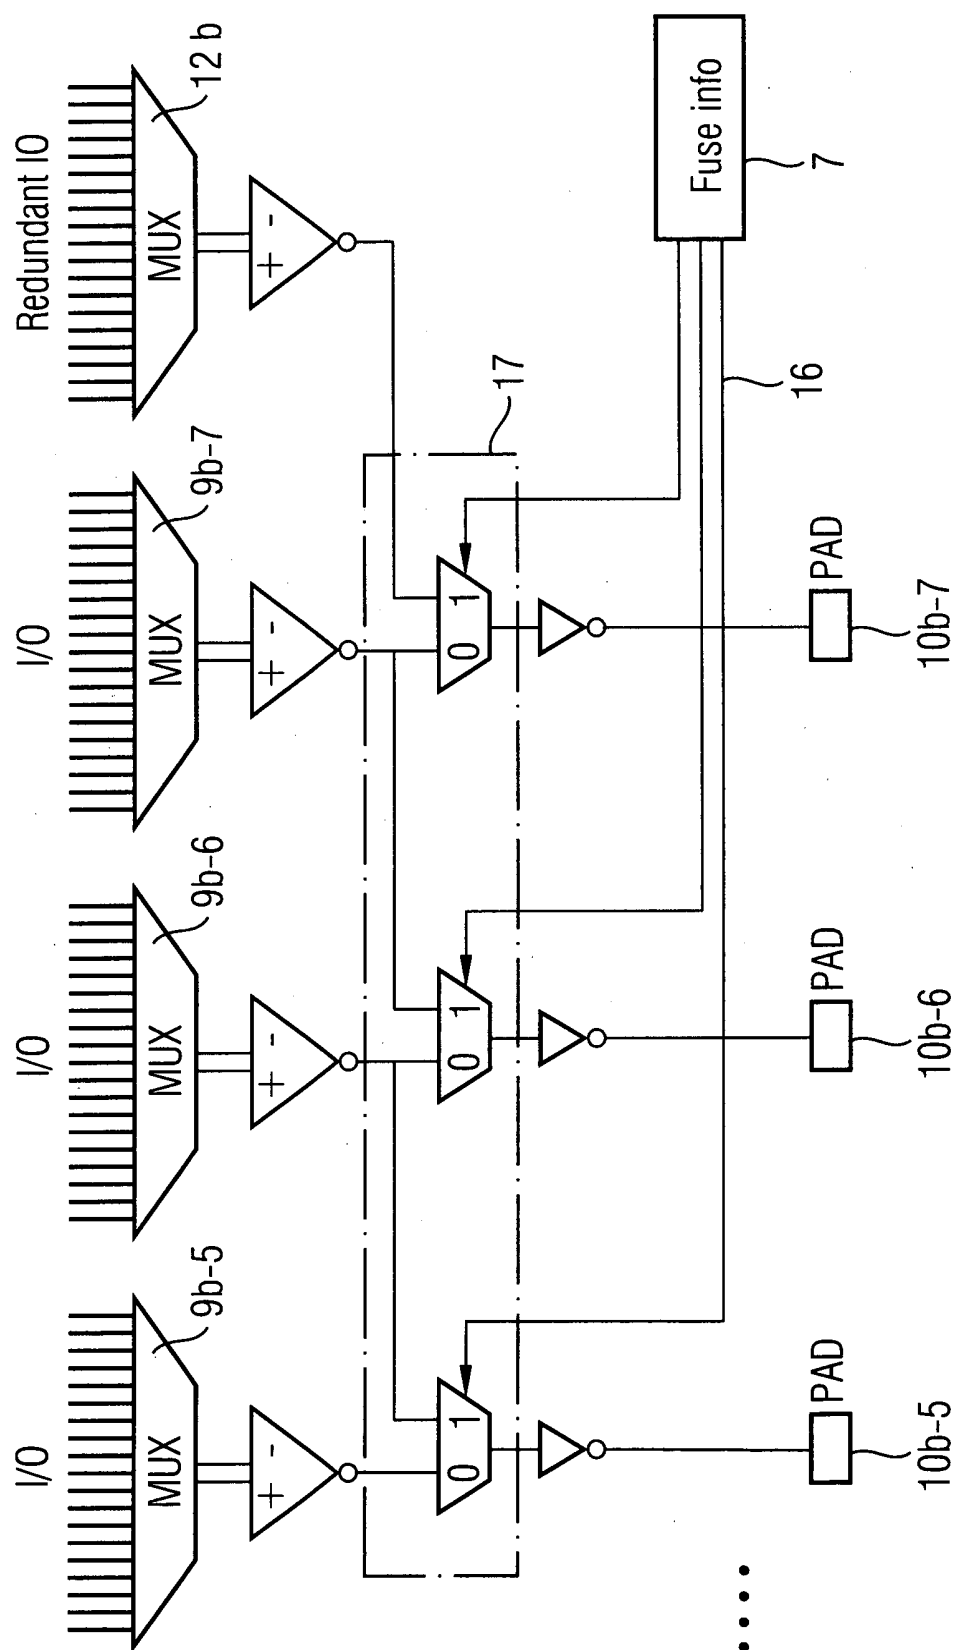 I/O
I/O
I/O
Redundant IO
MUX
9b-5
MUX
9b-6
MUX
9b-7
MUX
12 b
+ -
+ -
+ -
+ -
17
0 1
0 1
0 1
16
Fuse info
7
PAD
10b-5
PAD
10b-6
PAD
10b-7